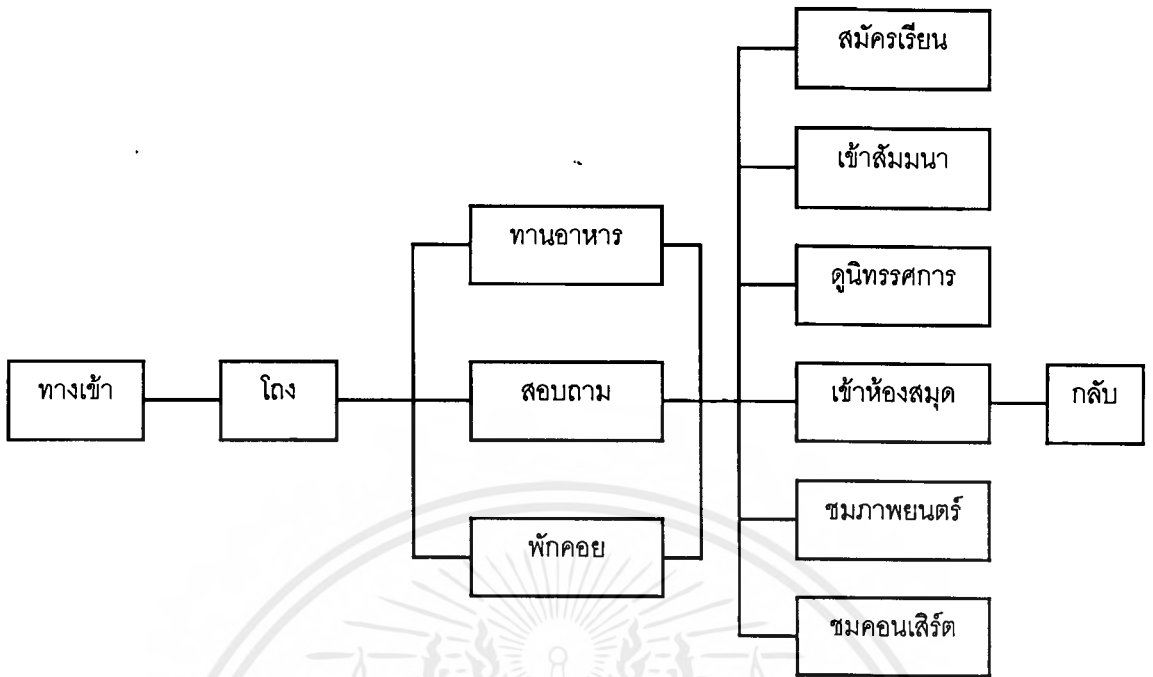 ทางเข้า
โถง
ทานอาหาร
สอบถาม
พักคอย
สมัครเรียน
เข้าสัมมนา
ดูนิทรรศการ
เข้าห้องสมุด
ชมภาพยนตร์
ชมคอนเสิร์ต
กลับ